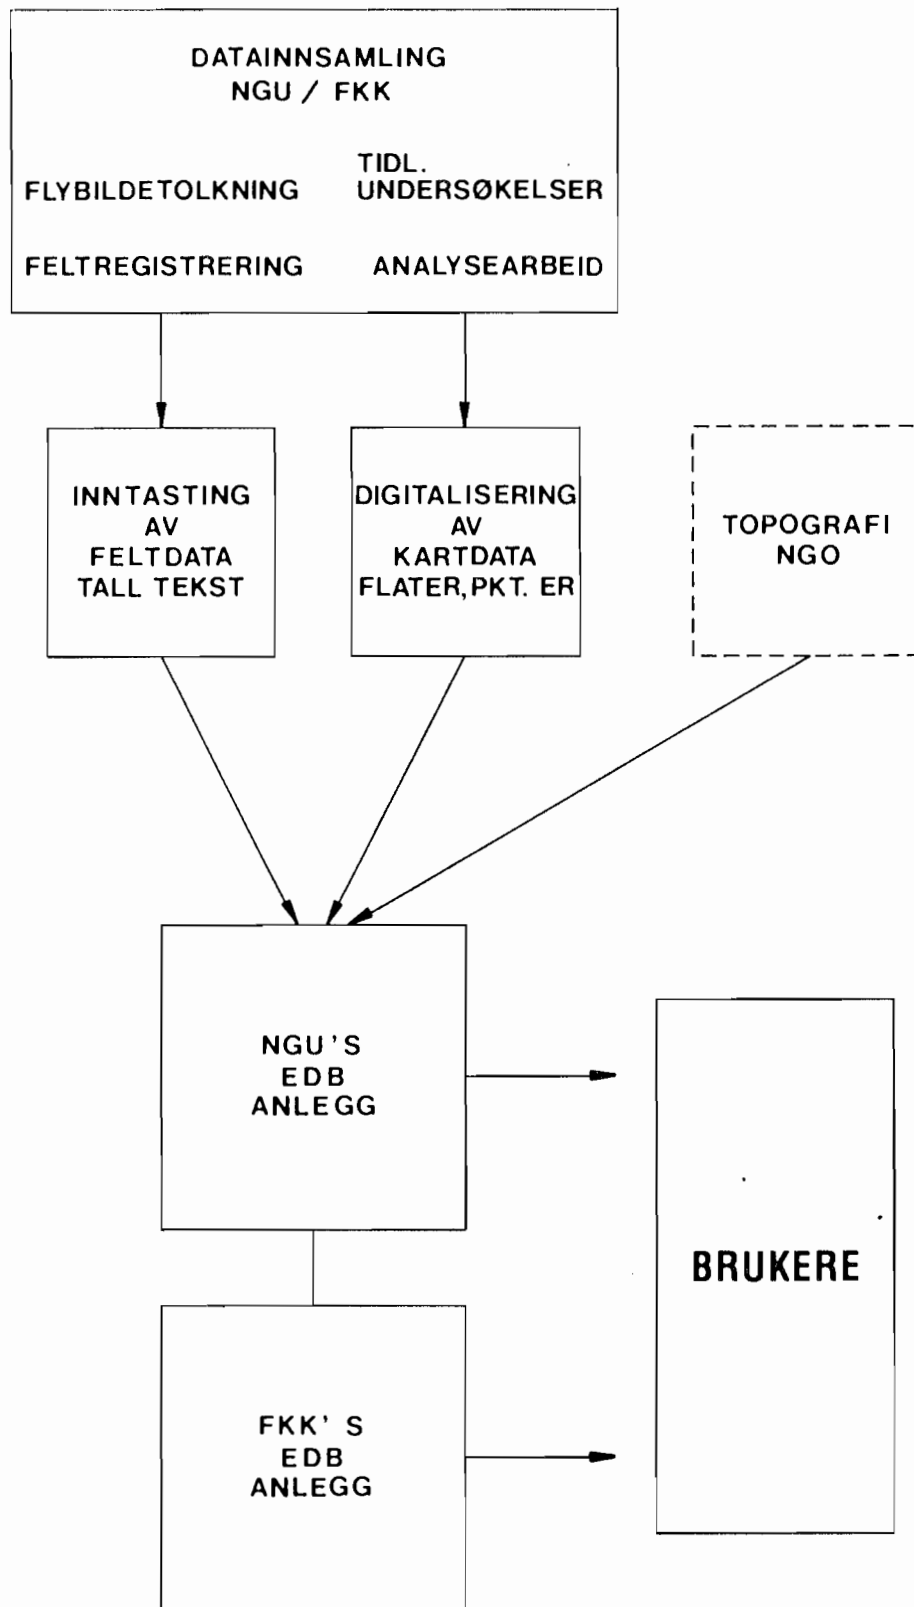 DATAINNSAMLING
NGU / FKK
FLYBILDETOLKNING
TIDL.
UNDERSØKELSER
FELTREGISTRERING
ANALYSEARBEID
INNTASTING
AV
FELTDATA
TALL TEKST
DIGITALISERING
AV
KARTDATA
FLATER, PKT. ER
TOPOGRAFI
NGO
NGU'S
EDB
ANLEGG
BRUKERE
FKK'S
EDB
ANLEGG